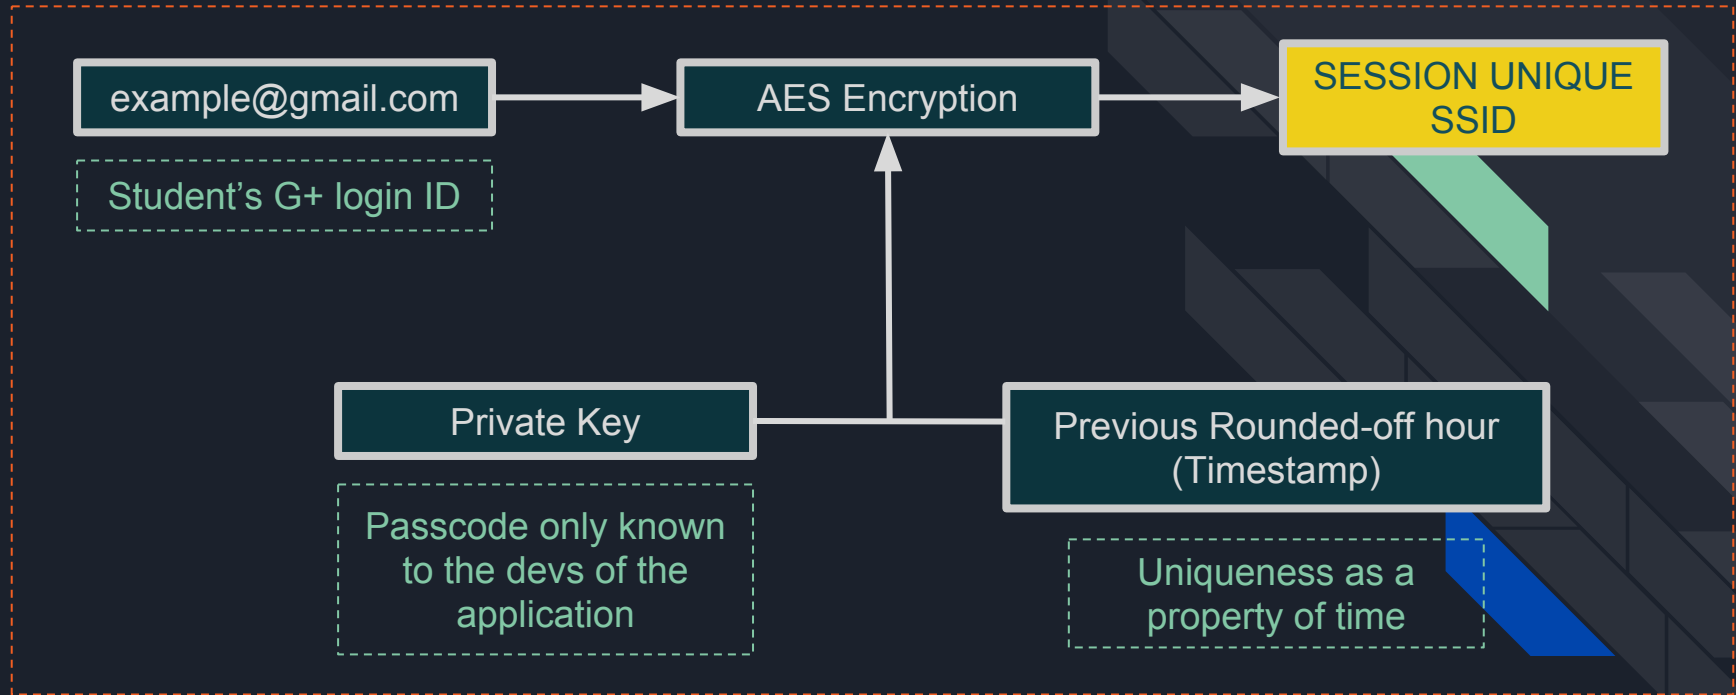 example@gmail.com
AES Encryption
SESSION UNIQUE
SSID
Student’s G+ login ID
Private Key
Previous Rounded-off hour
(Timestamp)
Passcode only known
to the devs of the
application
Uniqueness as a
property of time